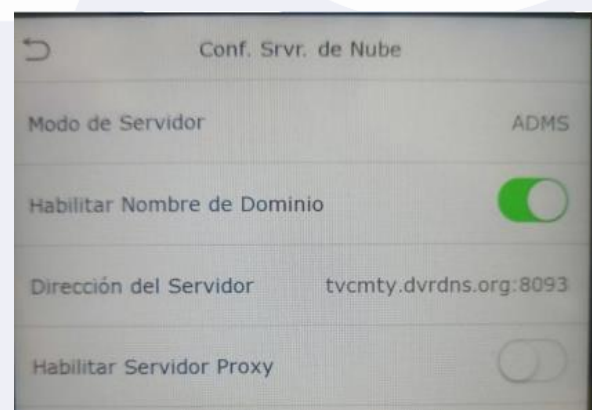 Conf. Srvr. de Nube
Modo de Servidor ADMS
Habilitar Nombre de Dominio
Dirección del Servidor tvcmty.dvrdns.org:8093
Habilitar Servidor Proxy